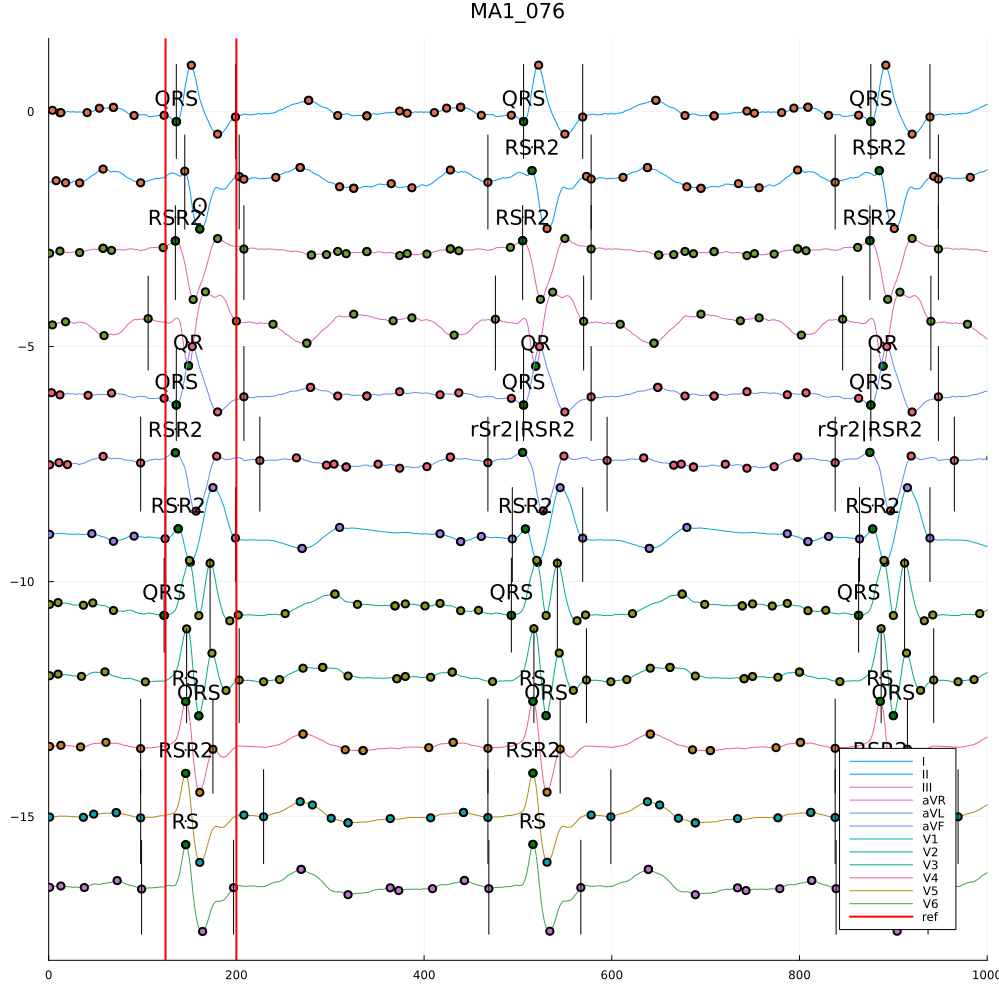 MA1_076
QRS QRS QRS
0
RSR2 RSR2
Q
RSR2 RSR2 RSR2
−5
QR QR QR
QRS QRS QRS
RSR2 rSr2|RSR2 rSr2|RSR2
RSR2 RSR2 RSR2
−10
QRS QRS QRS
RS RS RS
QRS QRS QRS
RSR2 RSR2 RSR2
I
II
III
aVR
aVL
aVF
V1
V2
V3
V4
V5
V6
ref
−15
RS RS
0 200 400 600 800 1000